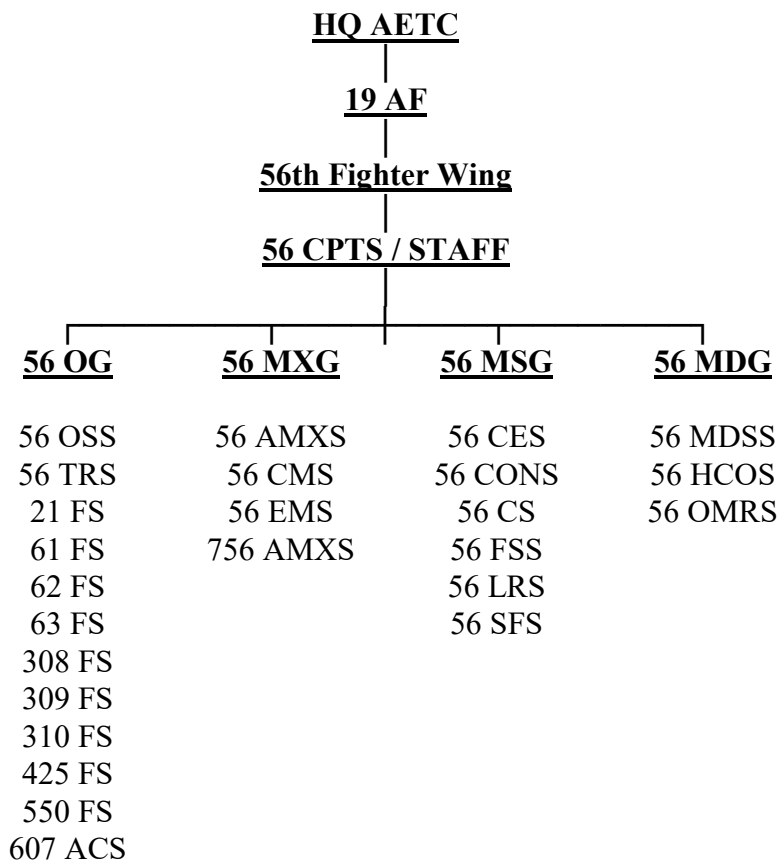 HQ AETC
19 AF
56th Fighter Wing
56 CPTS / STAFF
56 OG 56 MXG 56 MSG 56 MDG
56 OSS 56 AMXS 56 CES 56 MDSS
56 TRS 56 CMS 56 CONS 56 HCOS
21 FS 56 EMS 56 CS 56 OMRS
61 FS 756 AMXS 56 FSS
62 FS 56 LRS
63 FS 56 SFS
308 FS
309 FS
310 FS
425 FS
550 FS
607 ACS